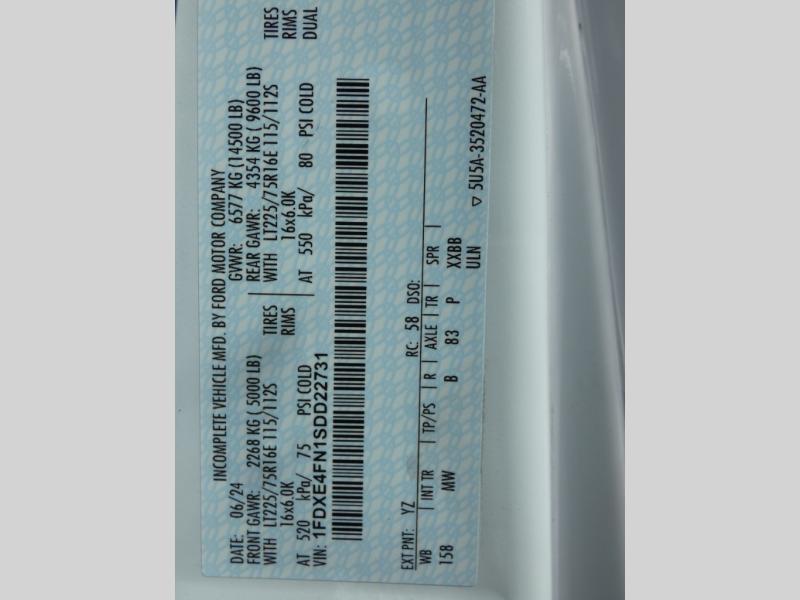 INCOMPLETE VEHICLE MFD. BY FORD MOTOR COMPANY
DATE: 06/24 GVWR: 6577 KG (14500 LB)
FRONT GAWR: 2268 KG ( 5000 LB) REAR GAWR: 4354 KG ( 9600 LB)
WITH LT225/75R16E 115/112S TIRES WITH LT225/75R16E 115/112S TIRES
16x6.0K RIMS 16x6.0K RIMS
AT 520 kPa/ 75 PSI COLD AT 550 kPa/ 80 PSI COLD DUAL
VIN: 1FDXE4FN1SDD22731
EXT PNT: YZ RC: 58 DSO:
WB INT TR TP/PS R AXLE TR SPR
158 MW B 83 P XXBB
ULN
▽ 5U5A-3520472-AA